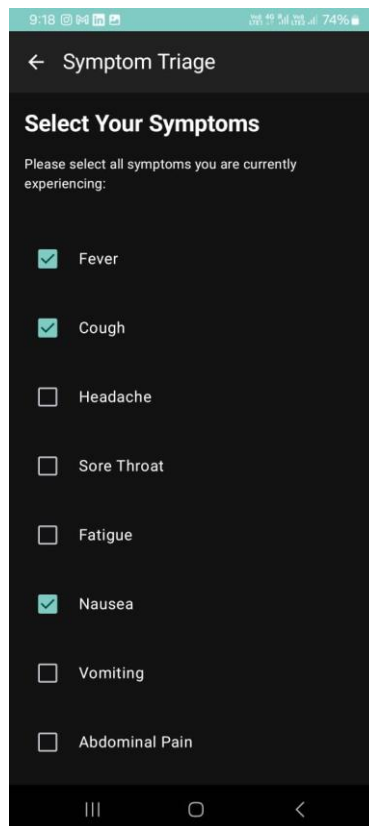 9:18
74%
Symptom Triage
Select Your Symptoms
Please select all symptoms you are currently
experiencing:
Fever
Cough
Headache
Sore Throat
Fatigue
Nausea
Vomiting
Abdominal Pain